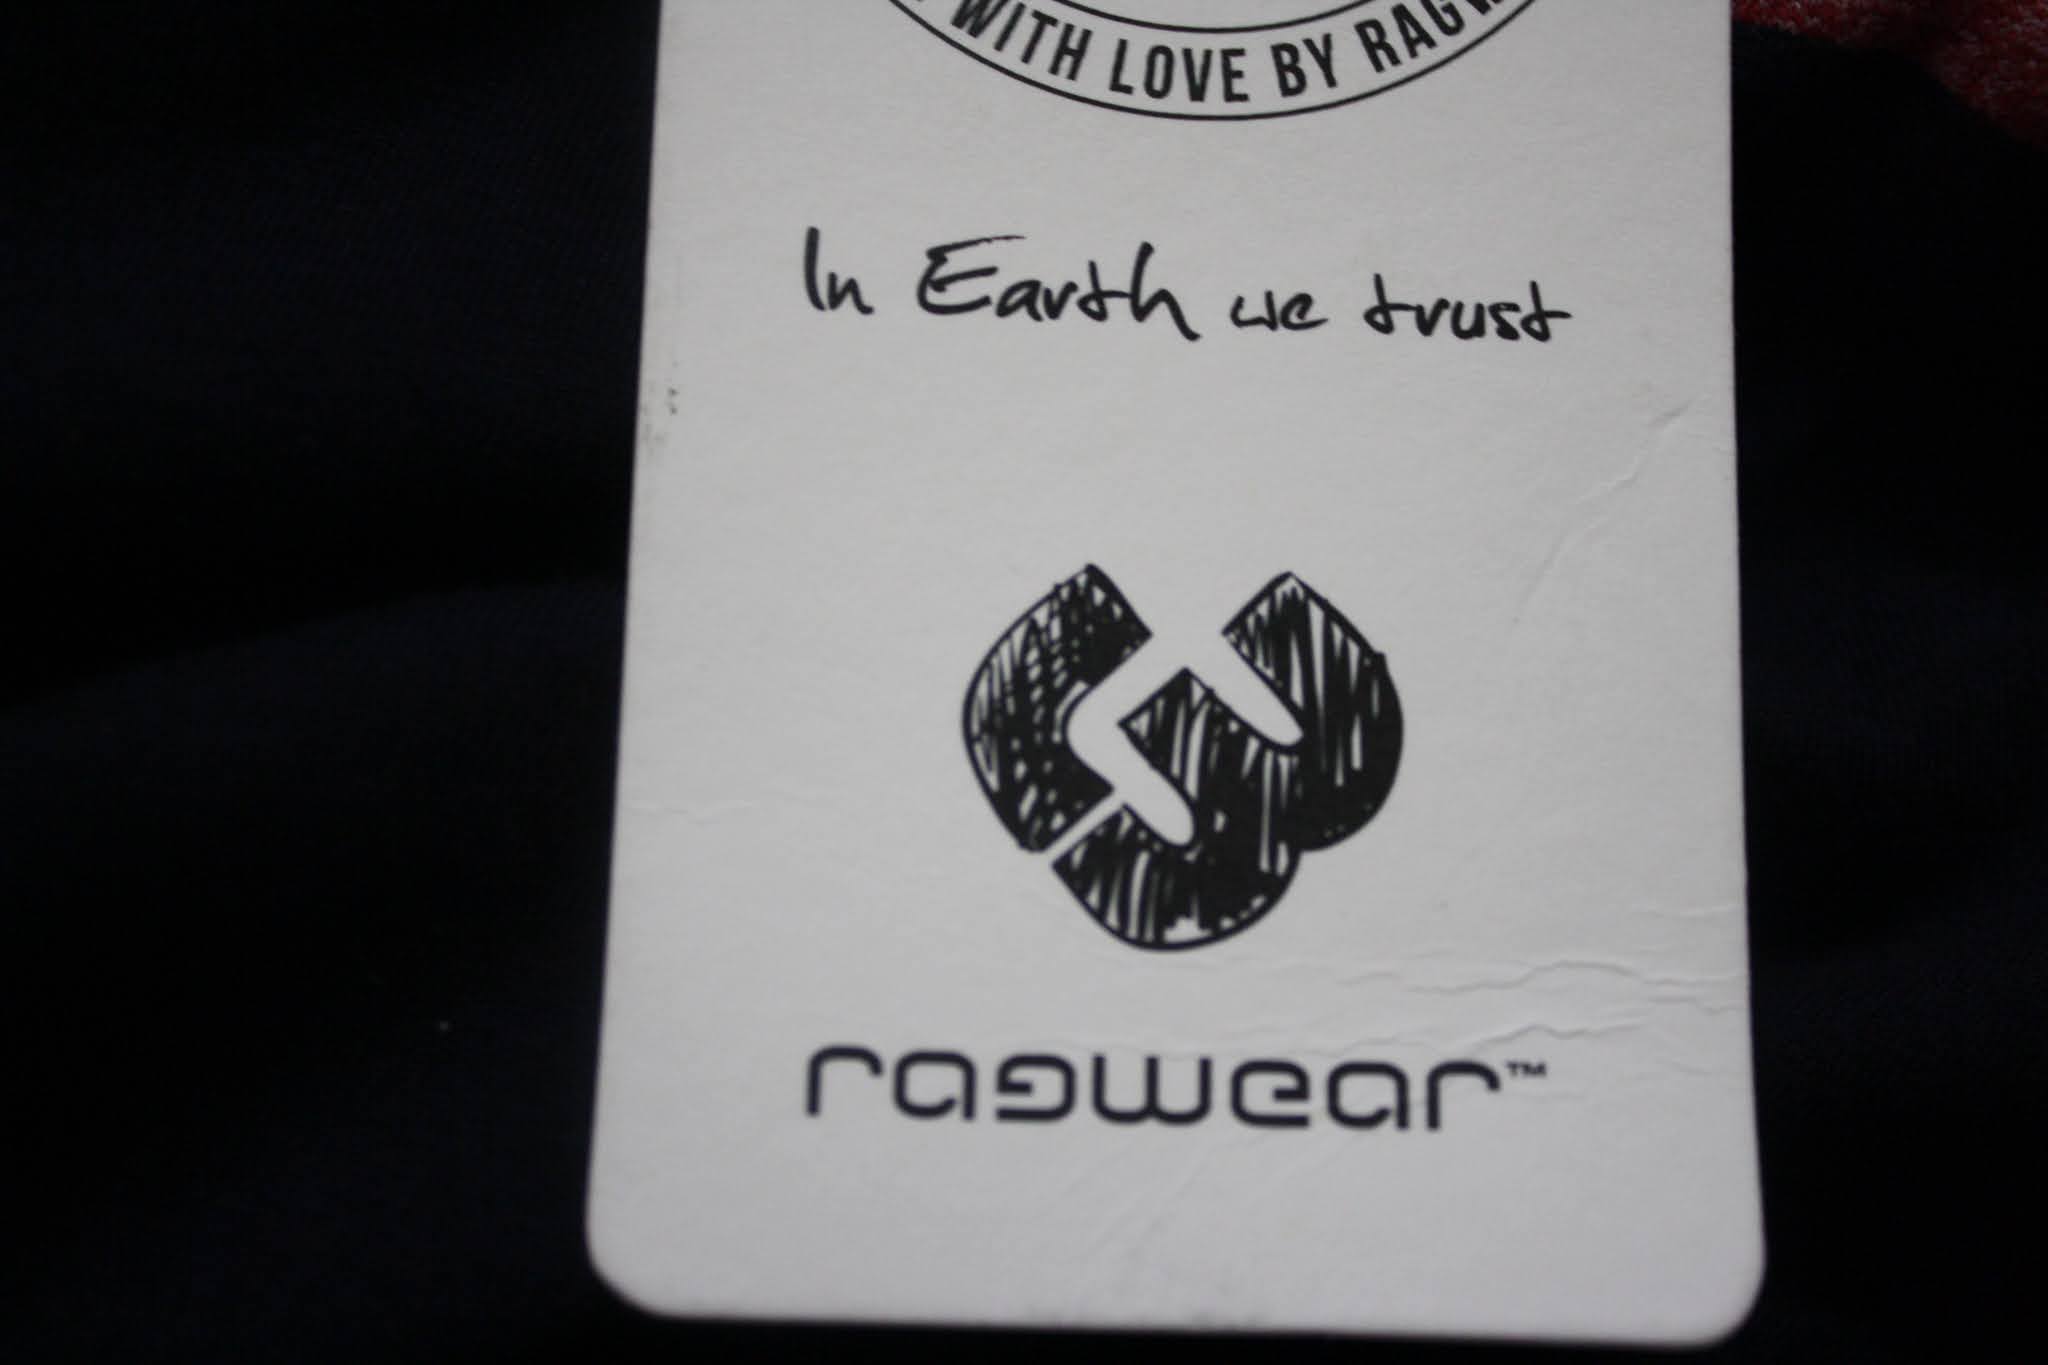 WITH LOVE BY
In Earth we trust
ragwear™